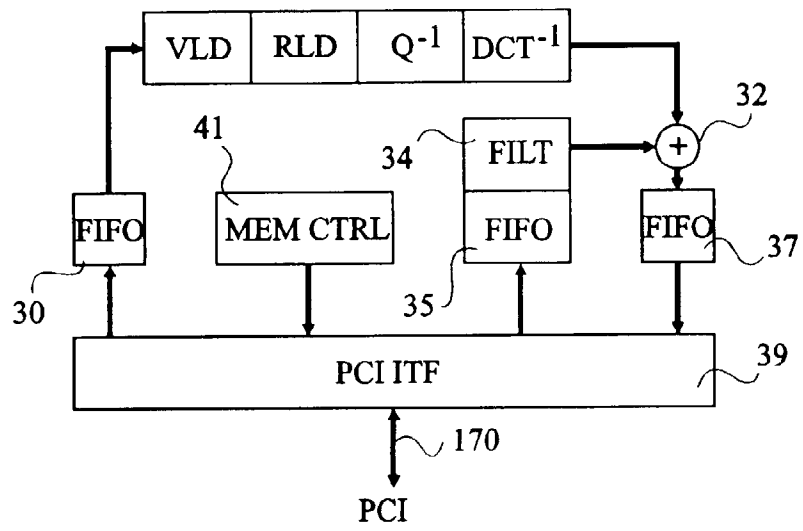 VLD RLD Q⁻¹ DCT⁻¹
32
41
34 FILT +
FIFO MEM CTRL FIFO FIFO
30 35 37
PCI ITF 39
170
PCI